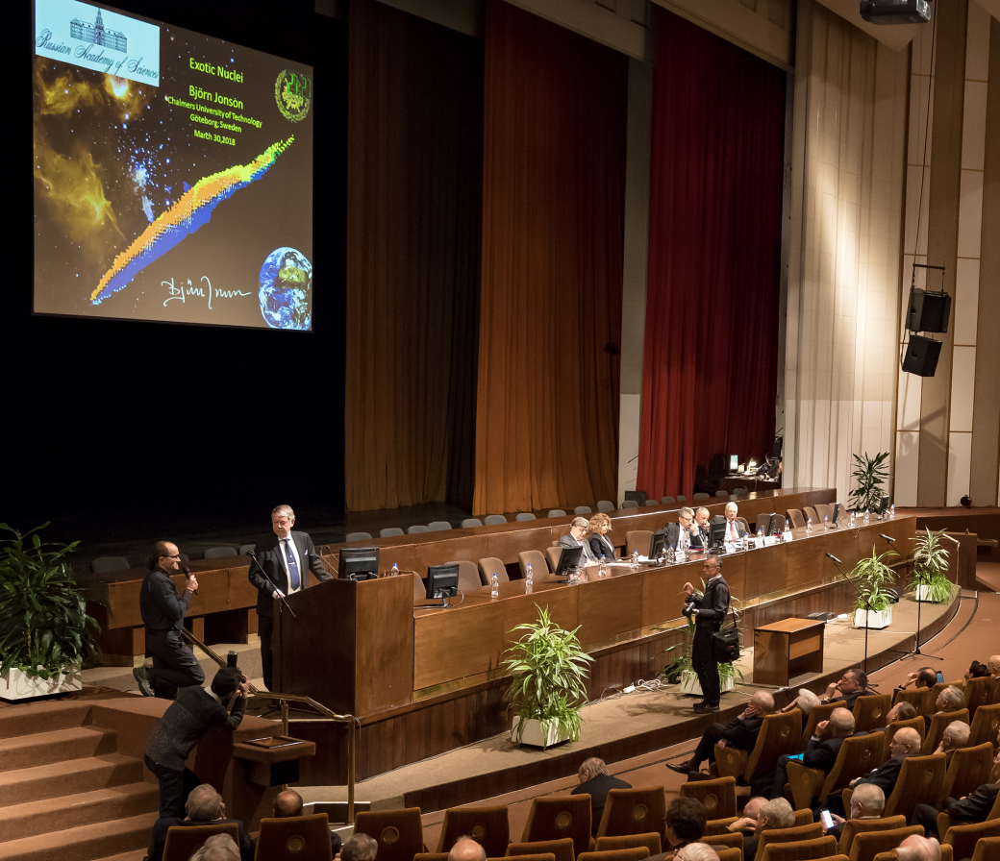 Russian Academy of Sciences
Exotic Nuclei
Björn Jonson
Chalmers University of Technology
Göteborg, Sweden
March 30,2018